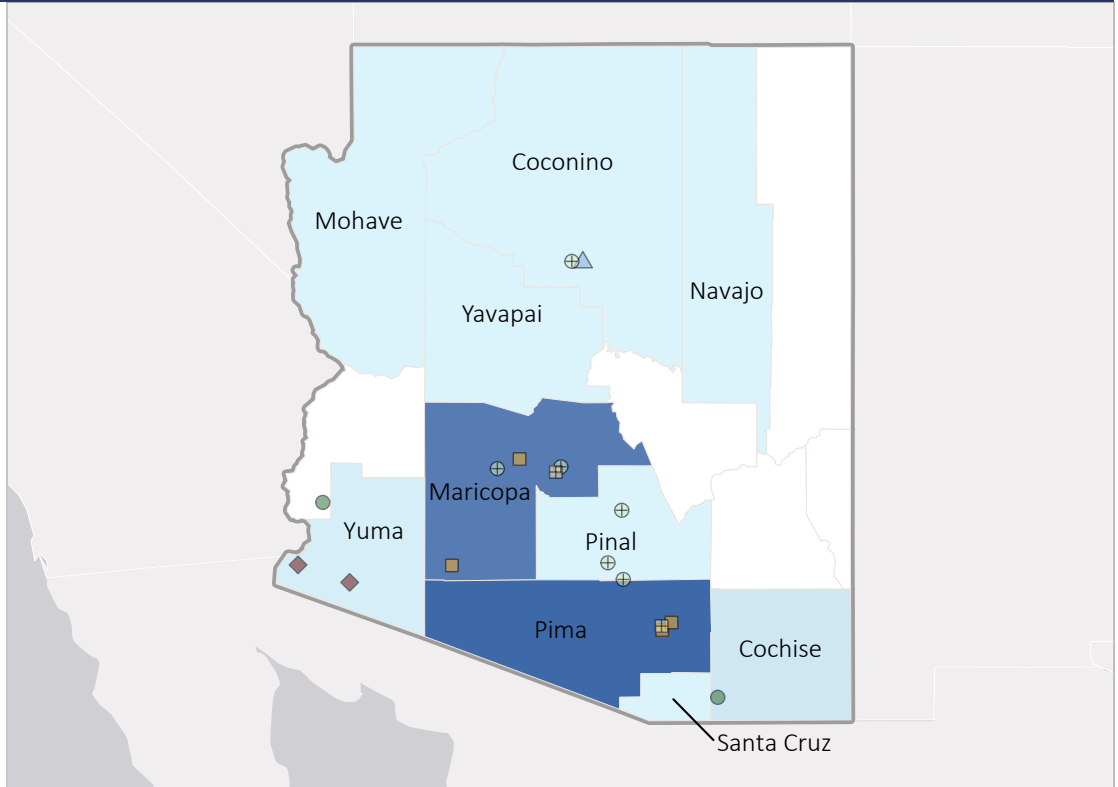 Coconino
Mohave
Navajo
Yavapai
Maricopa
Yuma
Pinal
Pima
Cochise
Santa Cruz